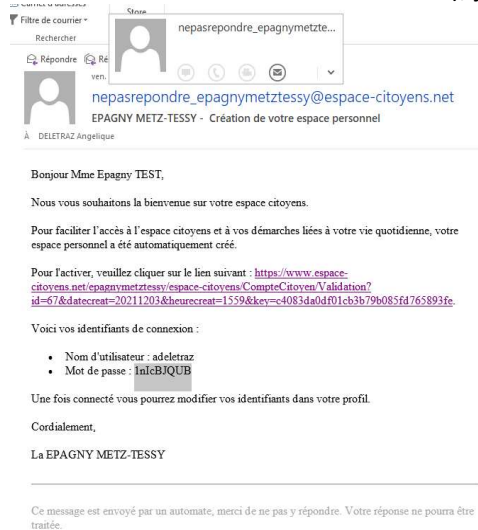 Filtre de courrier
Store
Rechercher
nepasrepondre_epagnymetzte...
Répondre
Ré
ven.
nepasrepondre_epagnymetztessy@espace-citoyens.net
EPAGNY METZ-TESSY - Création de votre espace personnel
À DELETRAZ Angelique
Bonjour Mme Epagny TEST,
Nous vous souhaitons la bienvenue sur votre espace citoyens.
Pour faciliter l'accès à l'espace citoyens et à vos démarches liées à votre vie quotidienne, votre
espace personnel a été automatiquement créé.
Pour l'activer, veuillez cliquer sur le lien suivant : https://www.espace-
citoyens.net/epagnymetztessy/espace-citoyens/CompteCitoyen/Validation?
id=67&datecreat=20211203&heurecreat=1559&key=c4083da0df01cb3b79b085fd765893fe.
Voici vos identifiants de connexion :
• Nom d'utilisateur : adeletraz
• Mot de passe : 1nIcBJQUB
Une fois connecté vous pourrez modifier vos identifiants dans votre profil.
Cordialement,
La EPAGNY METZ-TESSY
Ce message est envoyé par un automate, merci de ne pas y répondre. Votre réponse ne pourra être
traitée.